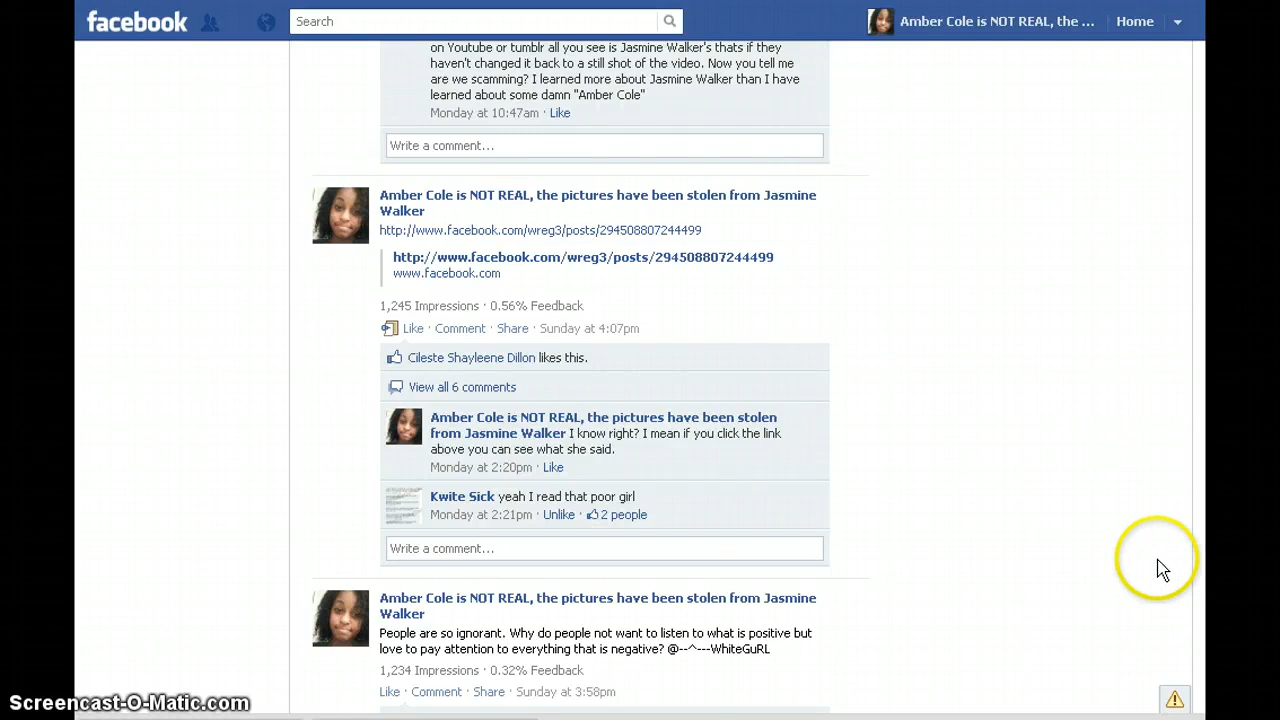 facebook
Search
Amber Cole is NOT REAL, the ...
Home
on Youtube or tumblr all you see is Jasmine Walker's thats if they
haven't changed it back to a still shot of the video. Now you tell
me are we scamming? I learned more about Jasmine Walker than I have
learned about some damn "Amber Cole"
Monday at 10:47am · Like
Write a comment...
Amber Cole is NOT REAL, the pictures have been stolen from Jasmine
Walker
http://www.facebook.com/wreg3/posts/294508807244499
http://www.facebook.com/wreg3/posts/294508807244499
www.facebook.com
1,245 Impressions · 0.56% Feedback
Like · Comment · Share · Sunday at 4:07pm
Cileste Shayleene Dillon likes this.
View all 6 comments
Amber Cole is NOT REAL, the pictures have been stolen
from Jasmine Walker I know right? I mean if you click the link
above you can see what she said.
Monday at 2:20pm · Like
Kwite Sick yeah I read that poor girl
Monday at 2:21pm · Unlike · 2 people
Write a comment...
Amber Cole is NOT REAL, the pictures have been stolen from Jasmine
Walker
People are so ignorant. Why do people not want to listen to what is positive but
love to pay attention to everything that is negative? @--^---WhiteGuRL
1,234 Impressions · 0.32% Feedback
Like · Comment · Share · Sunday at 3:58pm
Screencast-O-Matic.com